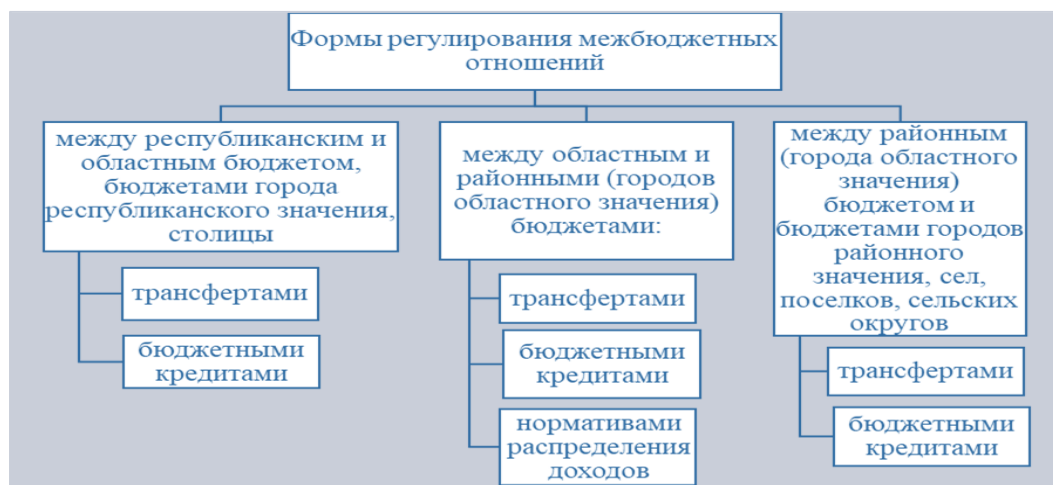 Формы регулирования межбюджетных
отношений
между республиканским и
областным бюджетом,
бюджетами города
республиканского значения,
столицы
трансфертами
бюджетными
кредитами
между областным и
районными (городов
областного значения)
бюджетами:
трансфертами
бюджетными
кредитами
нормативами
распределения
доходов
между районным
(города областного
значения)
бюджетом и
бюджетами городов
районного
значения, сел,
поселков, сельских
округов
трансфертами
бюджетными
кредитами